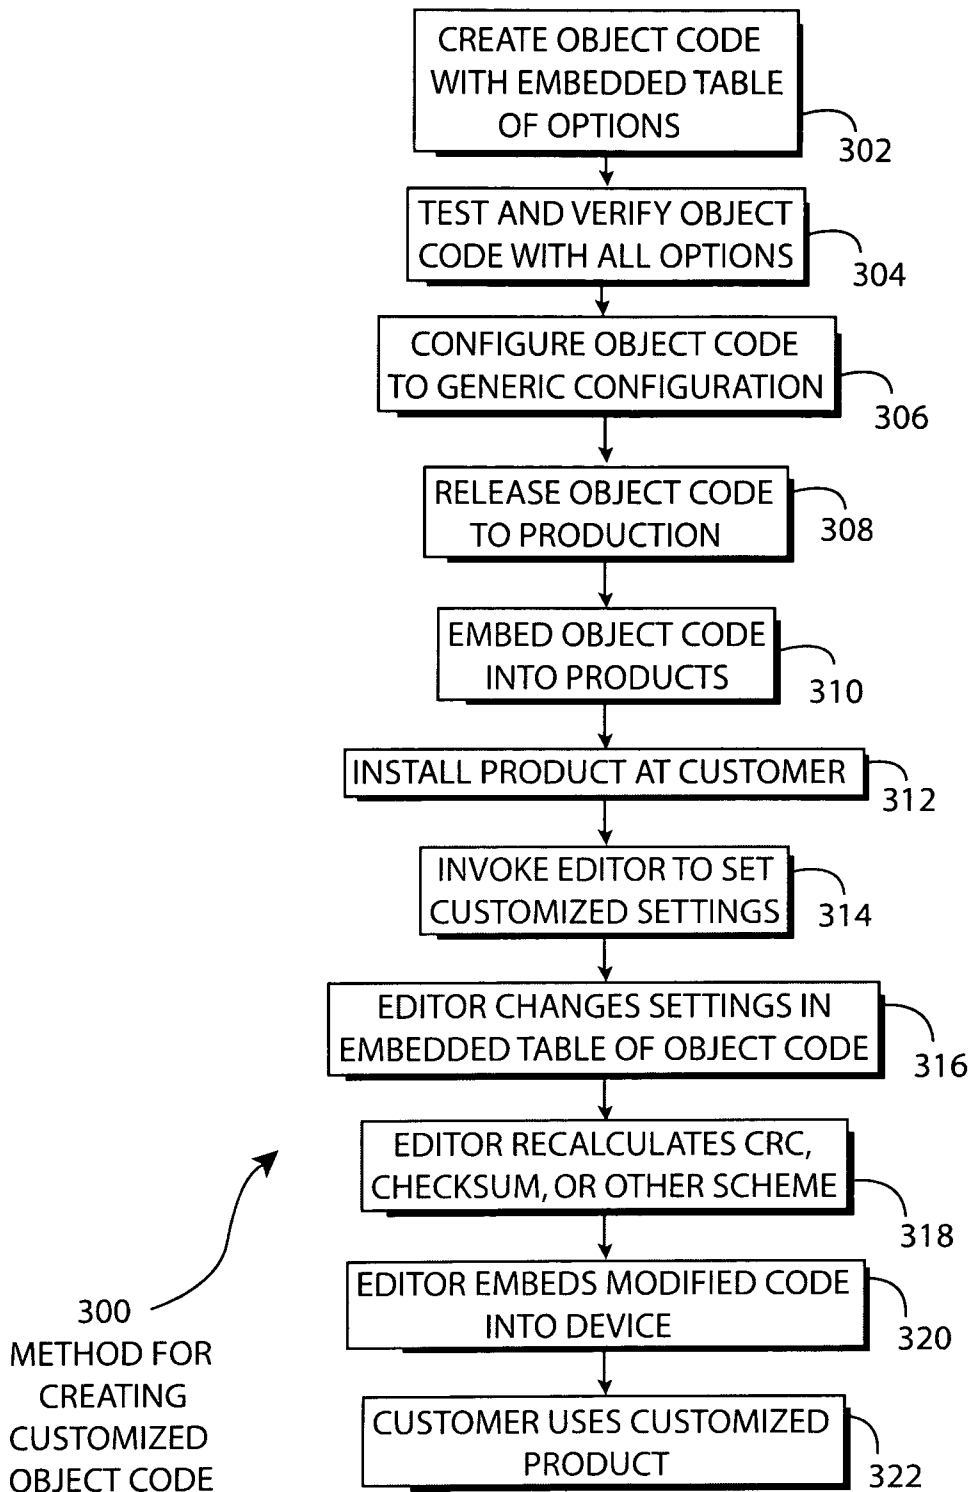 CREATE OBJECT CODE
WITH EMBEDDED TABLE
OF OPTIONS
302
TEST AND VERIFY OBJECT
CODE WITH ALL OPTIONS
304
CONFIGURE OBJECT CODE
TO GENERIC CONFIGURATION
306
RELEASE OBJECT CODE
TO PRODUCTION
308
EMBED OBJECT CODE
INTO PRODUCTS
310
INSTALL PRODUCT AT CUSTOMER
312
INVOKE EDITOR TO SET
CUSTOMIZED SETTINGS
314
EDITOR CHANGES SETTINGS IN
EMBEDDED TABLE OF OBJECT CODE
316
EDITOR RECALCULATES CRC,
CHECKSUM, OR OTHER SCHEME
318
EDITOR EMBEDS MODIFIED CODE
INTO DEVICE
320
CUSTOMER USES CUSTOMIZED
PRODUCT
322
300
METHOD FOR
CREATING
CUSTOMIZED
OBJECT CODE